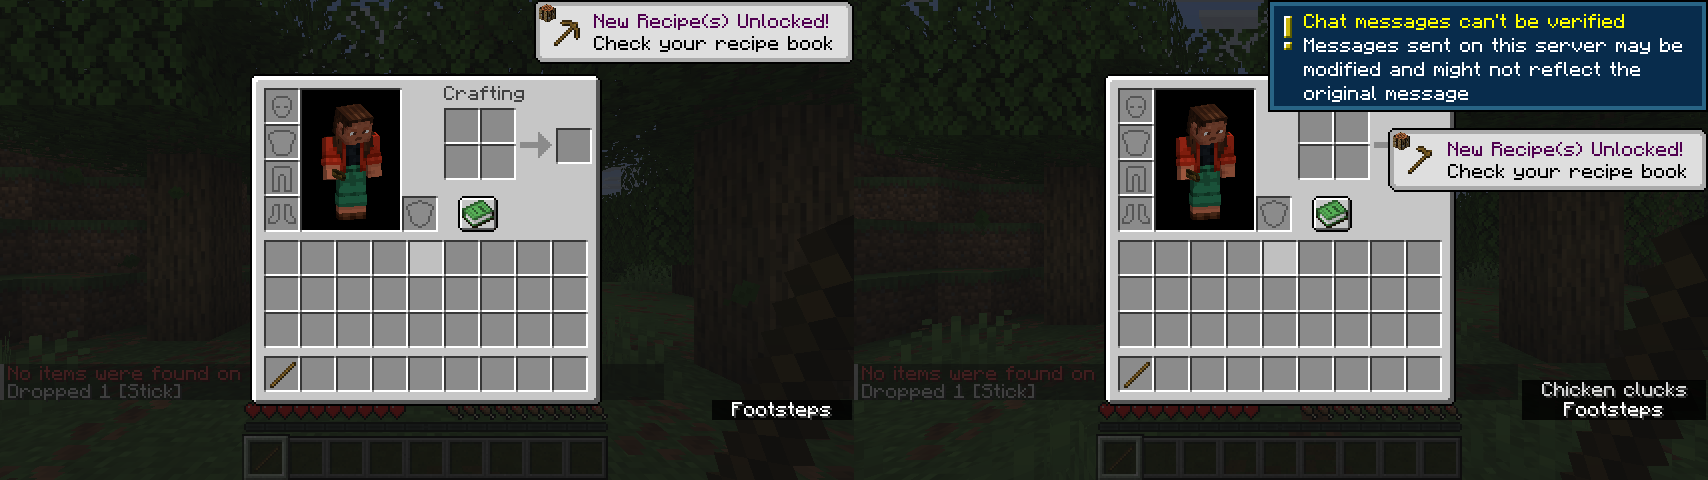 New Recipe(s) Unlocked!
Check your recipe book
Crafting
No items were found on
Dropped 1 [Stick]
Footsteps
Chat messages can't be verified
Messages sent on this server may be
modified and might not reflect the
original message
New Recipe(s) Unlocked!
Check your recipe book
No items were found on
Dropped 1 [Stick]
Chicken clucks
Footsteps